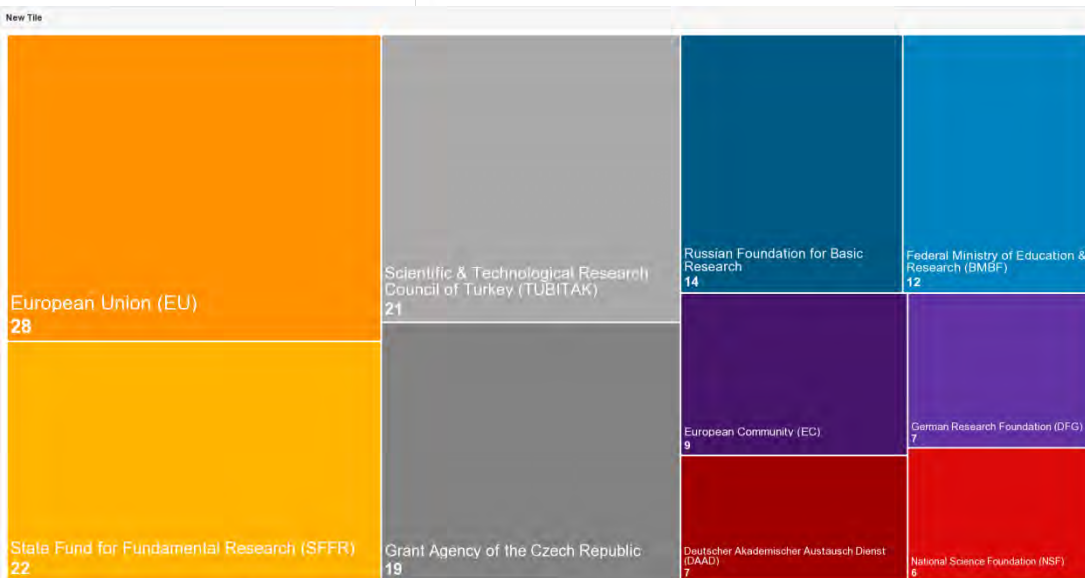 New Tile
European Union (EU)
28
State Fund for Fundamental Research (SFFR)
22
Scientific & Technological Research
Council of Turkey (TUBITAK)
21
Grant Agency of the Czech Republic
19
Russian Foundation for Basic
Research
14
Federal Ministry of Education &
Research (BMBF)
12
European Community (EC)
9
German Research Foundation (DFG)
7
Deutscher Akademischer Austausch Dienst
(DAAD)
7
National Science Foundation (NSF)
6